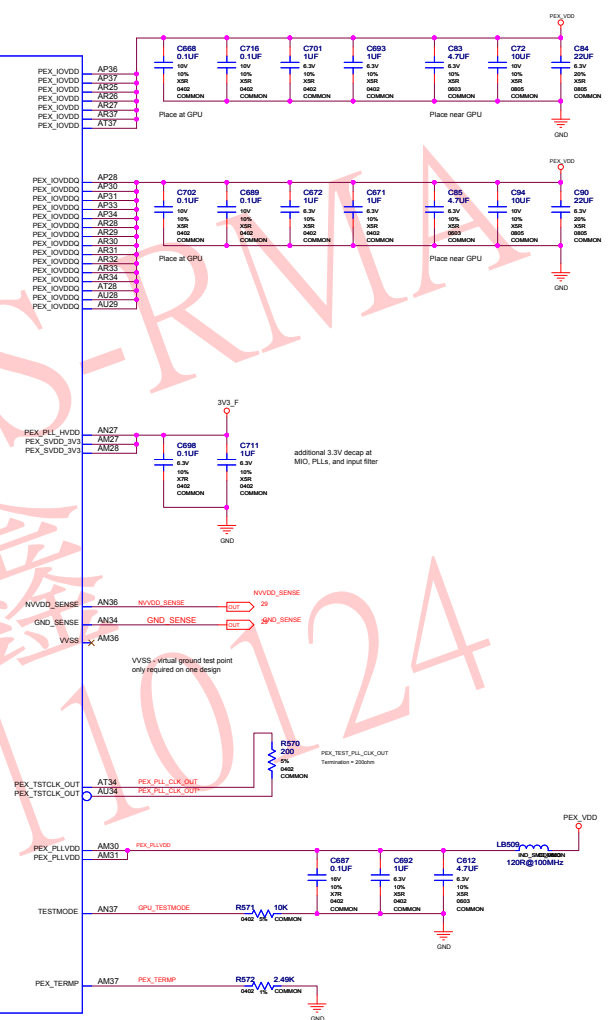 PEX_VDD
C668
0.1UF
10V
10%
X5R
0402
COMMON
C716
0.1UF
10V
10%
X5R
0402
COMMON
C701
1UF
6.3V
10%
X5R
0402
COMMON
C693
1UF
6.3V
10%
X5R
0402
COMMON
C83
4.7UF
6.3V
10%
X5R
0603
COMMON
C72
10UF
10V
10%
X5R
0805
COMMON
C84
22UF
6.3V
20%
X5R
0805
COMMON
PEX_IOVDD AP36
PEX_IOVDD AP37
PEX_IOVDD AR25
PEX_IOVDD AR26
PEX_IOVDD AR27
PEX_IOVDD AR37
PEX_IOVDD AT37
Place at GPU
Place near GPU
GND
PEX_VDD
PEX_IOVDDQ AP28
PEX_IOVDDQ AP30
PEX_IOVDDQ AP31
PEX_IOVDDQ AP33
PEX_IOVDDQ AP34
PEX_IOVDDQ AR28
PEX_IOVDDQ AR29
PEX_IOVDDQ AR30
PEX_IOVDDQ AR31
PEX_IOVDDQ AR32
PEX_IOVDDQ AR33
PEX_IOVDDQ AR34
PEX_IOVDDQ AT28
PEX_IOVDDQ AU28
PEX_IOVDDQ AU29
C702
0.1UF
10V
10%
X5R
0402
COMMON
C689
0.1UF
10V
10%
X5R
0402
COMMON
C672
1UF
6.3V
10%
X5R
0402
COMMON
C671
1UF
6.3V
10%
X5R
0402
COMMON
C85
4.7UF
6.3V
10%
X5R
0603
COMMON
C94
10UF
10V
10%
X5R
0805
COMMON
C90
22UF
6.3V
20%
X5R
0805
COMMON
Place at GPU
Place near GPU
GND
S-RMA
3V3_F
PEX_PLL_HVDD AN27
PEX_SVDD_3V3 AM27
PEX_SVDD_3V3 AM28
C698
0.1UF
6.3V
10%
X7R
0402
COMMON
C711
1UF
6.3V
10%
X5R
0402
COMMON
additional 3.3V decap at
MIO, PLLs, and input filter
GND
鑫
NVVDD_SENSE AN36 NVVDD_SENSE OUT NVVDD_SENSE
29
GND_SENSE AN34 GND_SENSE OUT GND_SENSE
VVSS AM36
VVSS - virtual ground test point
only required on one design
110124
R570
200
5%
0402
COMMON
PEX_TEST_PLL_CLK_OUT
Termination = 200ohm
PEX_TSTCLK_OUT AT34 PEX_PLL_CLK_OUT
PEX_TSTCLK_OUT AU34 PEX_PLL_CLK_OUT*
PEX_VDD
PEX_PLLVDD AM30 PEX_PLLVDD
PEX_PLLVDD AM31
LB509
120R@100MHz
C687
0.1UF
16V
10%
X7R
0402
COMMON
C692
1UF
6.3V
10%
X5R
0402
COMMON
C612
4.7UF
6.3V
10%
X5R
0603
COMMON
GND
TESTMODE AN37 GPU_TESTMODE R571 10K
0402 5% COMMON
PEX_TERMP AM37 PEX_TERMP R572 2.49K
0402 1% COMMON
GND